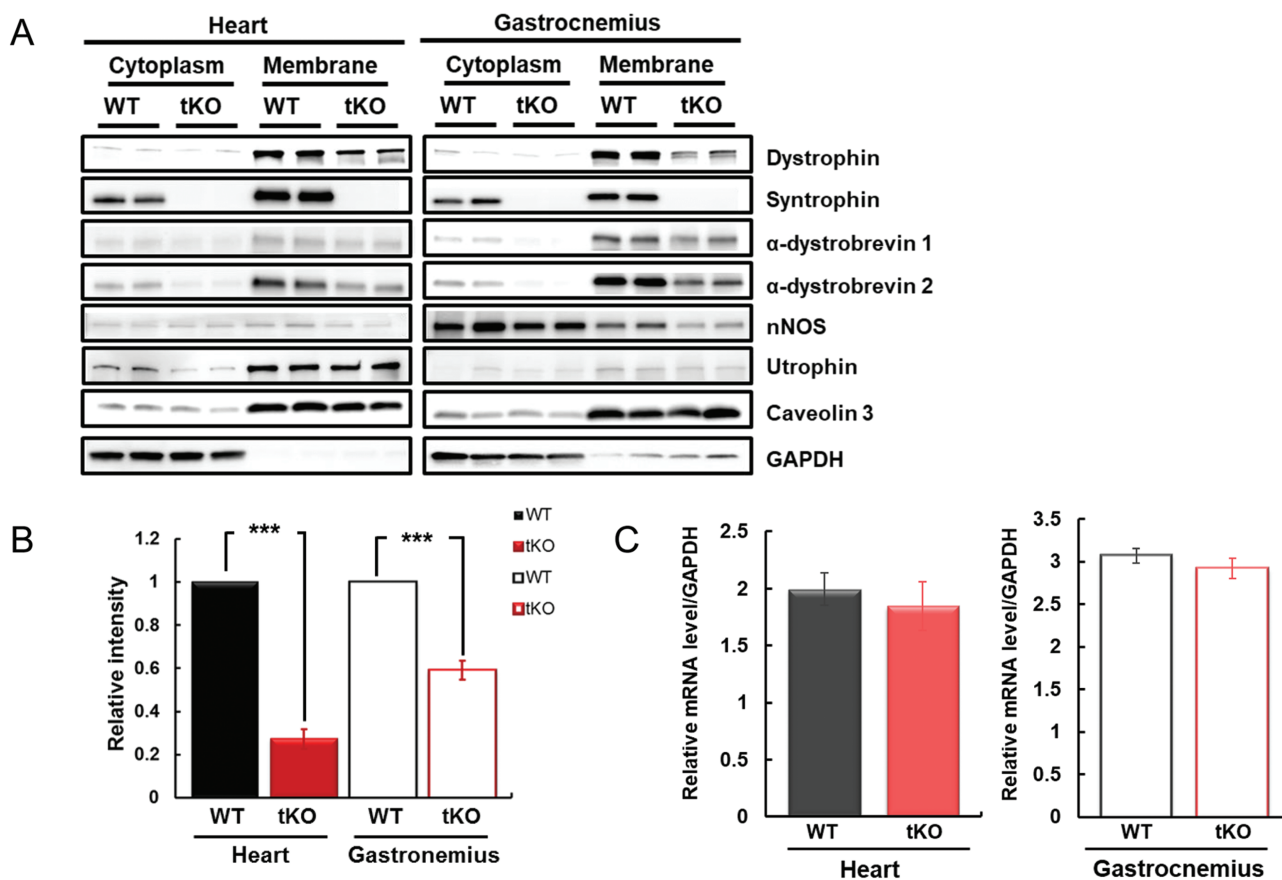 A
Heart
Gastrocnemius
Cytoplasm Membrane
Cytoplasm Membrane
WT tKO WT tKO
WT tKO WT tKO
Dystrophin
Syntrophin
α-dystrobrevin 1
α-dystrobrevin 2
nNOS
Utrophin
Caveolin 3
GAPDH
B
Relative intensity
1.2
1
0.8
0.6
0.4
0.2
0
***
***
WT
tKO
WT
tKO
WT tKO WT tKO
Heart Gastronemius
C
Relative mRNA level/GAPDH
2.5
2
1.5
1
0.5
0
WT tKO
Heart
Relative mRNA level/GAPDH
3.5
3
2.5
2
1.5
1
0.5
0
WT tKO
Gastrocnemius